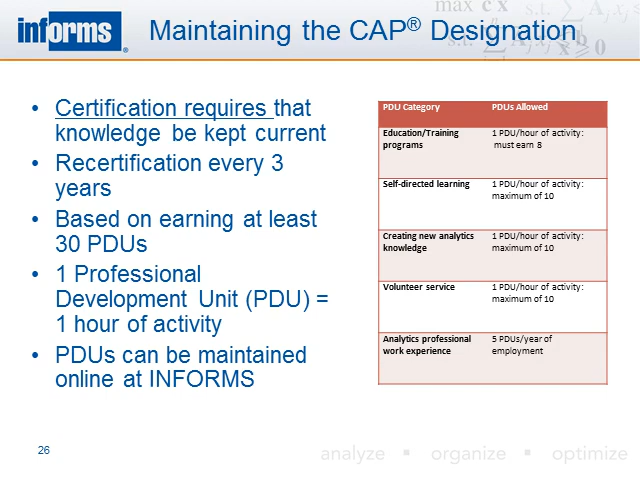 informs®
Maintaining the CAP® Designation
• Certification requires that
knowledge be kept current
• Recertification every 3
years
• Based on earning at least
30 PDUs
• 1 Professional
Development Unit (PDU) =
1 hour of activity
• PDUs can be maintained
online at INFORMS
PDU Category PDUs Allowed
Education/Training programs 1 PDU/hour of activity: must earn 8
Self-directed learning 1 PDU/hour of activity: maximum of 10
Creating new analytics knowledge 1 PDU/hour of activity: maximum of 10
Volunteer service 1 PDU/hour of activity: maximum of 10
Analytics professional work experience 5 PDUs/year of employment
26
analyze ▪ organize ▪ optimize